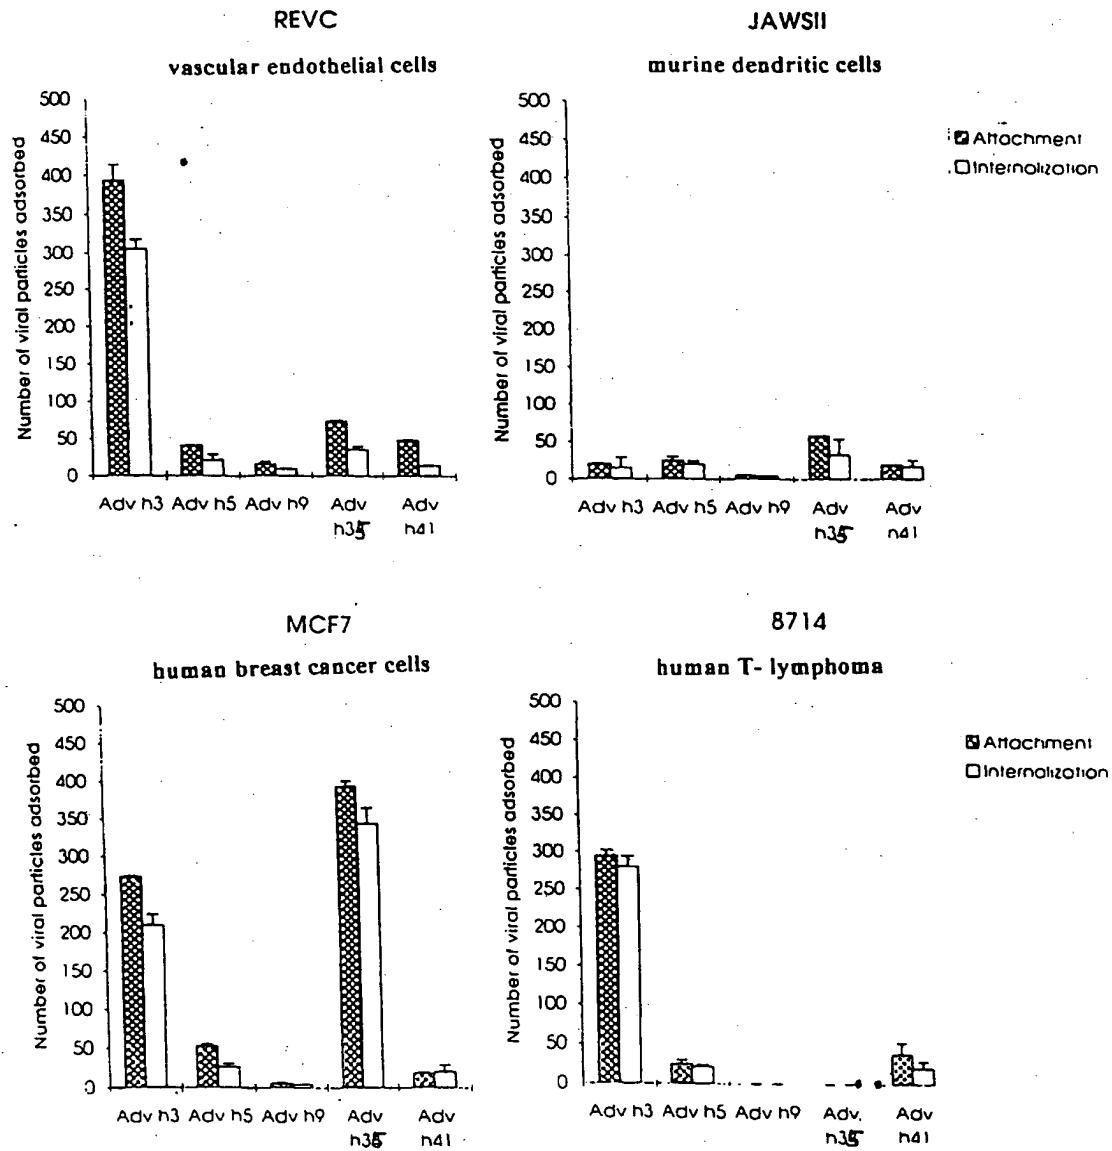 REVC
vascular endothelial cells
Number of viral particles adsorbed
500
450
400
350
300
250
200
150
100
50
0
Adv h3
Adv h5
Adv h9
Adv
h35
Adv
h41
JAWSII
murine dendritic cells
Number of viral particles adsorbed
500
450
400
350
300
250
200
150
100
50
0
Adv h3
Adv h5
Adv h9
Adv
h35
Adv
h41
Attachment
Internalization
MCF7
human breast cancer cells
Number of viral particles adsorbed
500
450
400
350
300
250
200
150
100
50
0
Adv h3
Adv h5
Adv h9
Adv
h35
Adv
h41
8714
human T- lymphoma
Number of viral particles adsorbed
500
450
400
350
300
250
200
150
100
50
0
Adv h3
Adv h5
Adv h9
Adv.
h35
Adv
h41
Attachment
Internalization